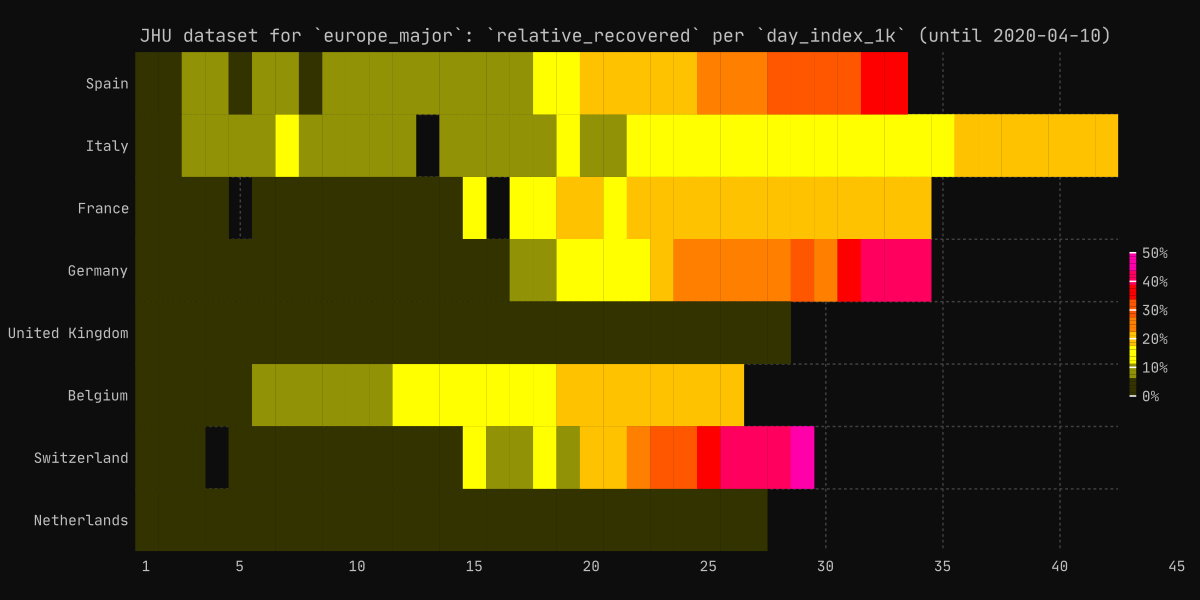 JHU dataset for `europe_major`: `relative_recovered` per `day_index_1k` (until 2020-04-10)
Spain
Italy
France
Germany
United Kingdom
Belgium
Switzerland
Netherlands
50%
40%
30%
20%
10%
0%
1 5 10 15 20 25 30 35 40 45